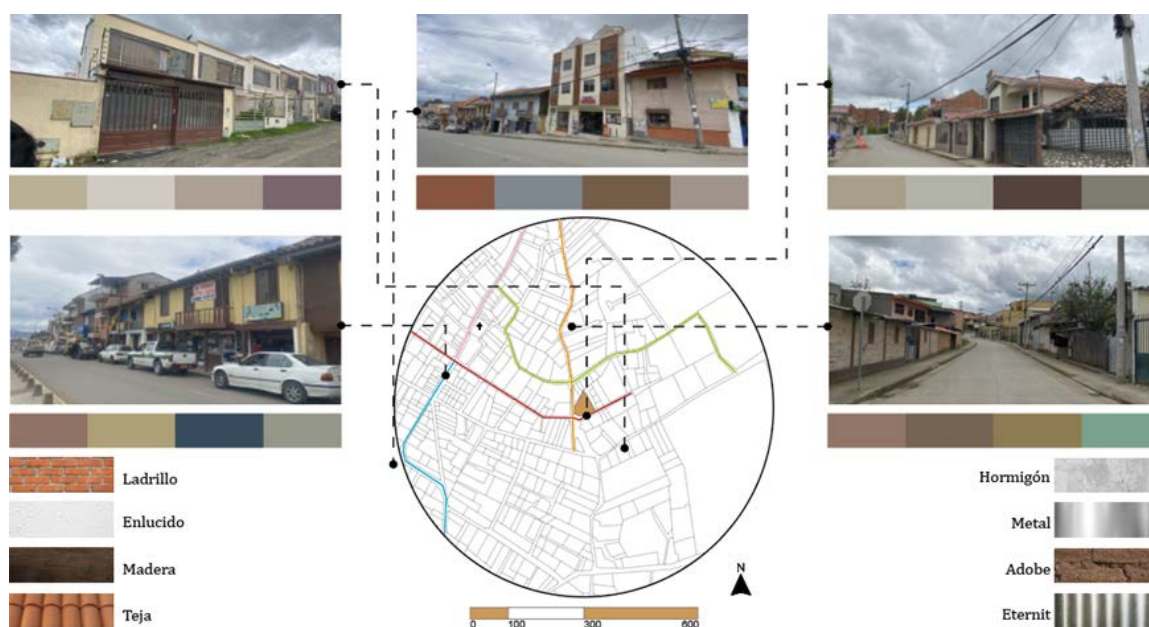 Ladrillo
Enlucido
Madera
Teja
Hormigón
Metal
Adobe
Eternit
N
0 100 300 600